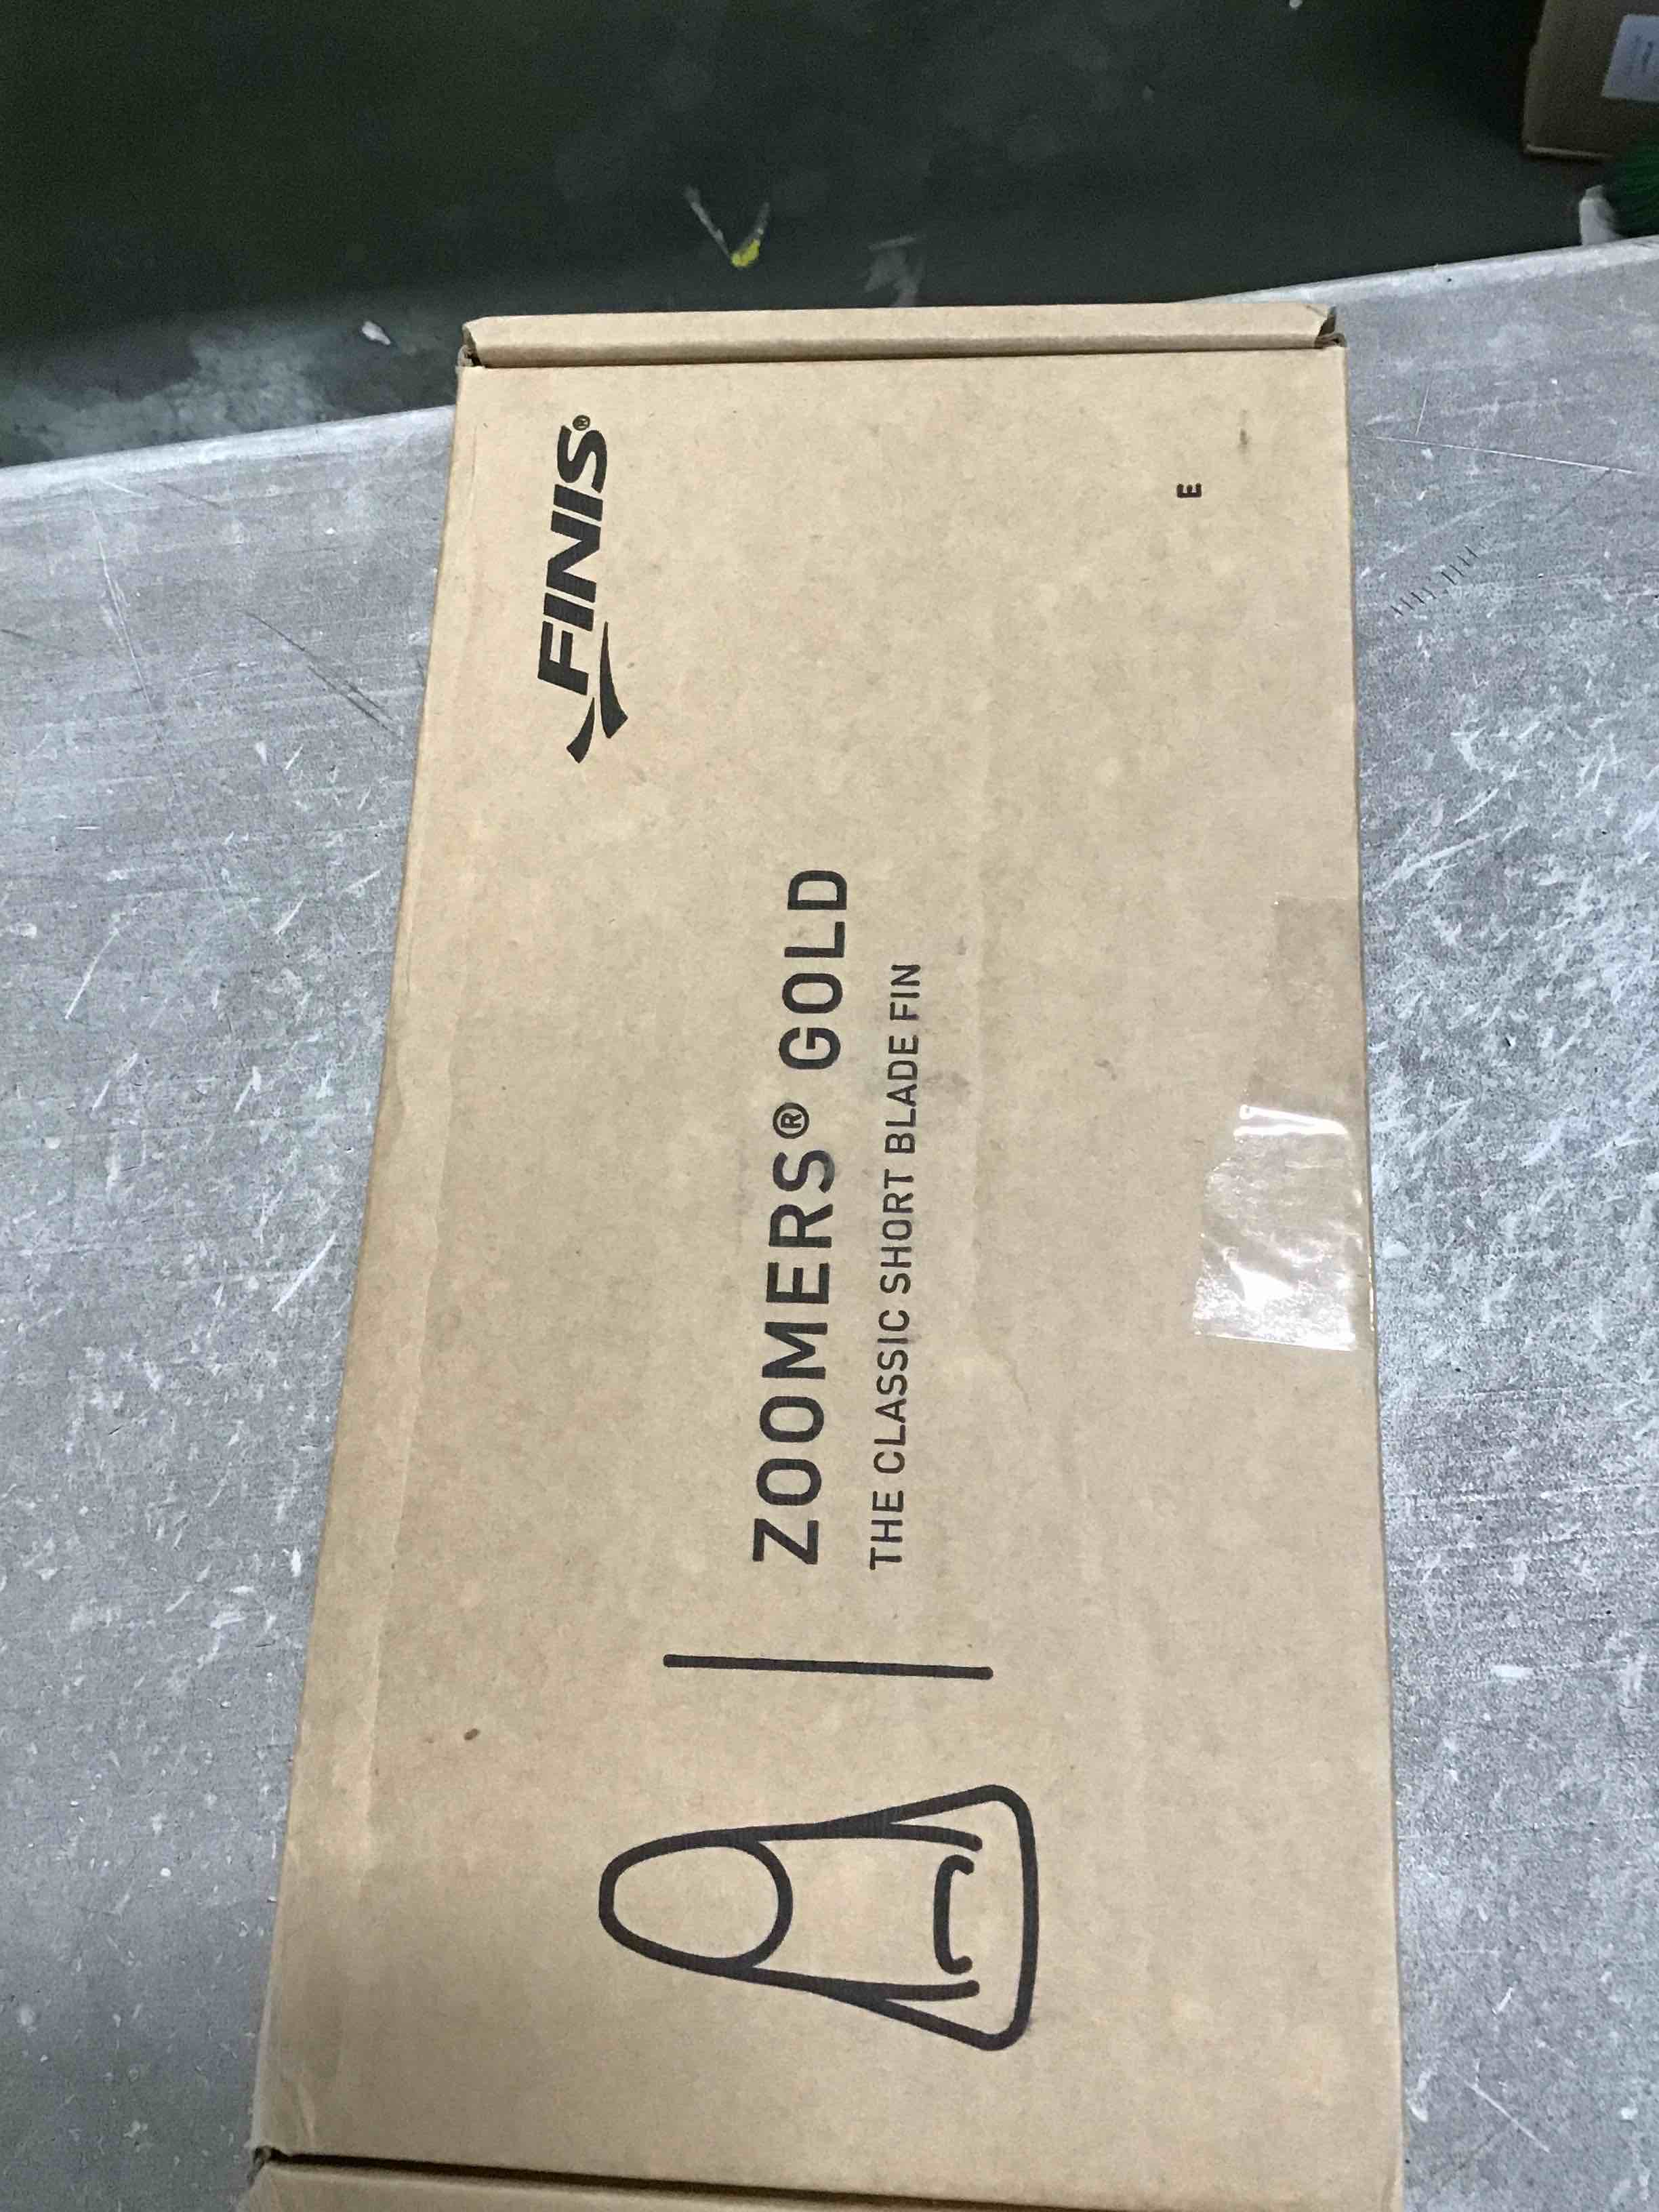 FINIS®
ZOOMERS® GOLD
THE CLASSIC SHORT BLADE FIN
E